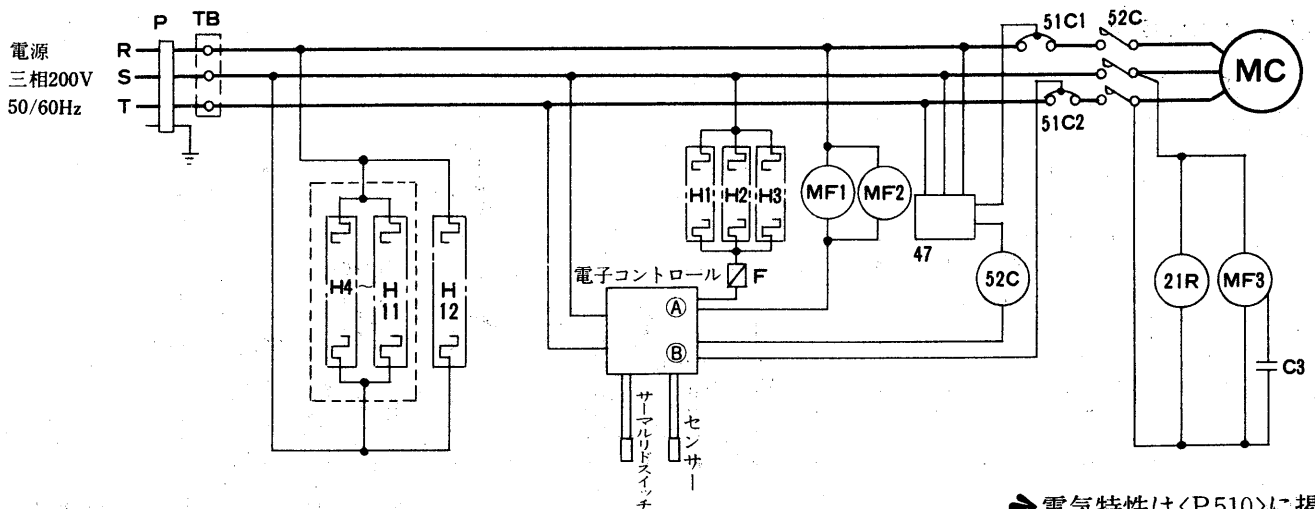 P TB
電源
三相200V
50/60Hz
R
S
T
51C1
52C
MC
51C2
H1
H2
H3
MF1
MF2
47
52C
21R
MF3
C3
電子コントロール
F
A
B
H4
H
11
H
12
サーマルリドスイッチ
センサー
電気特性は<P.510>に掲